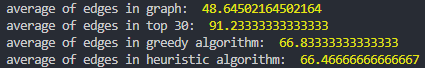 average of edges in graph: 48.64502164502164
average of edges in top 30: 91.23333333333333
average of edges in greedy algorithm: 66.83333333333333
average of edges in heuristic algorithm: 66.46666666666667